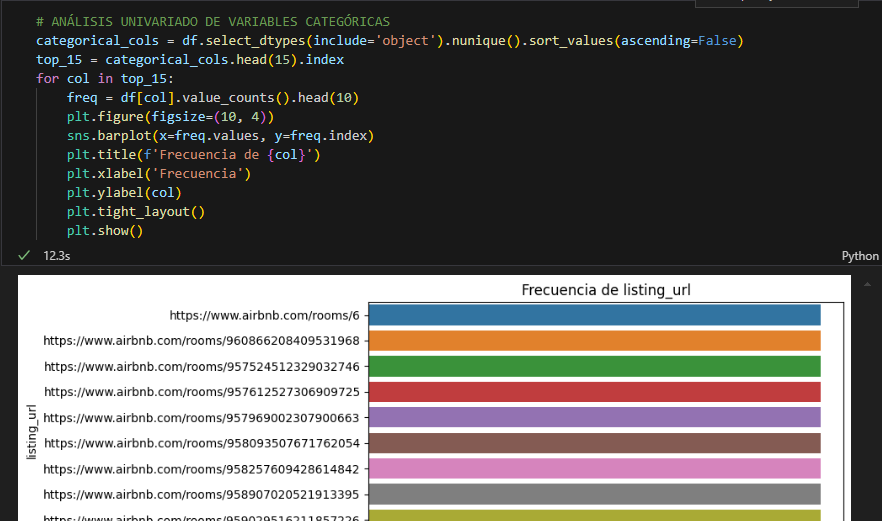 # ANÁLISIS UNIVARIADO DE VARIABLES CATEGÓRICAS
categorical_cols = df.select_dtypes(include='object').nunique().sort_values(ascending=False)
top_15 = categorical_cols.head(15).index
for col in top_15:
    freq = df[col].value_counts().head(10)
    plt.figure(figsize=(10, 4))
    sns.barplot(x=freq.values, y=freq.index)
    plt.title(f'Frecuencia de {col}')
    plt.xlabel('Frecuencia')
    plt.ylabel(col)
    plt.tight_layout()
    plt.show()
12.3s
Python
Frecuencia de listing_url
https://www.airbnb.com/rooms/6
https://www.airbnb.com/rooms/960866208409531968
https://www.airbnb.com/rooms/957524512329032746
https://www.airbnb.com/rooms/957612527306909725
https://www.airbnb.com/rooms/957969002307900663
https://www.airbnb.com/rooms/958093507671762054
https://www.airbnb.com/rooms/958257609428614842
https://www.airbnb.com/rooms/958907020521913395
https://www.airbnb.com/rooms/959029516211857226
listing_url